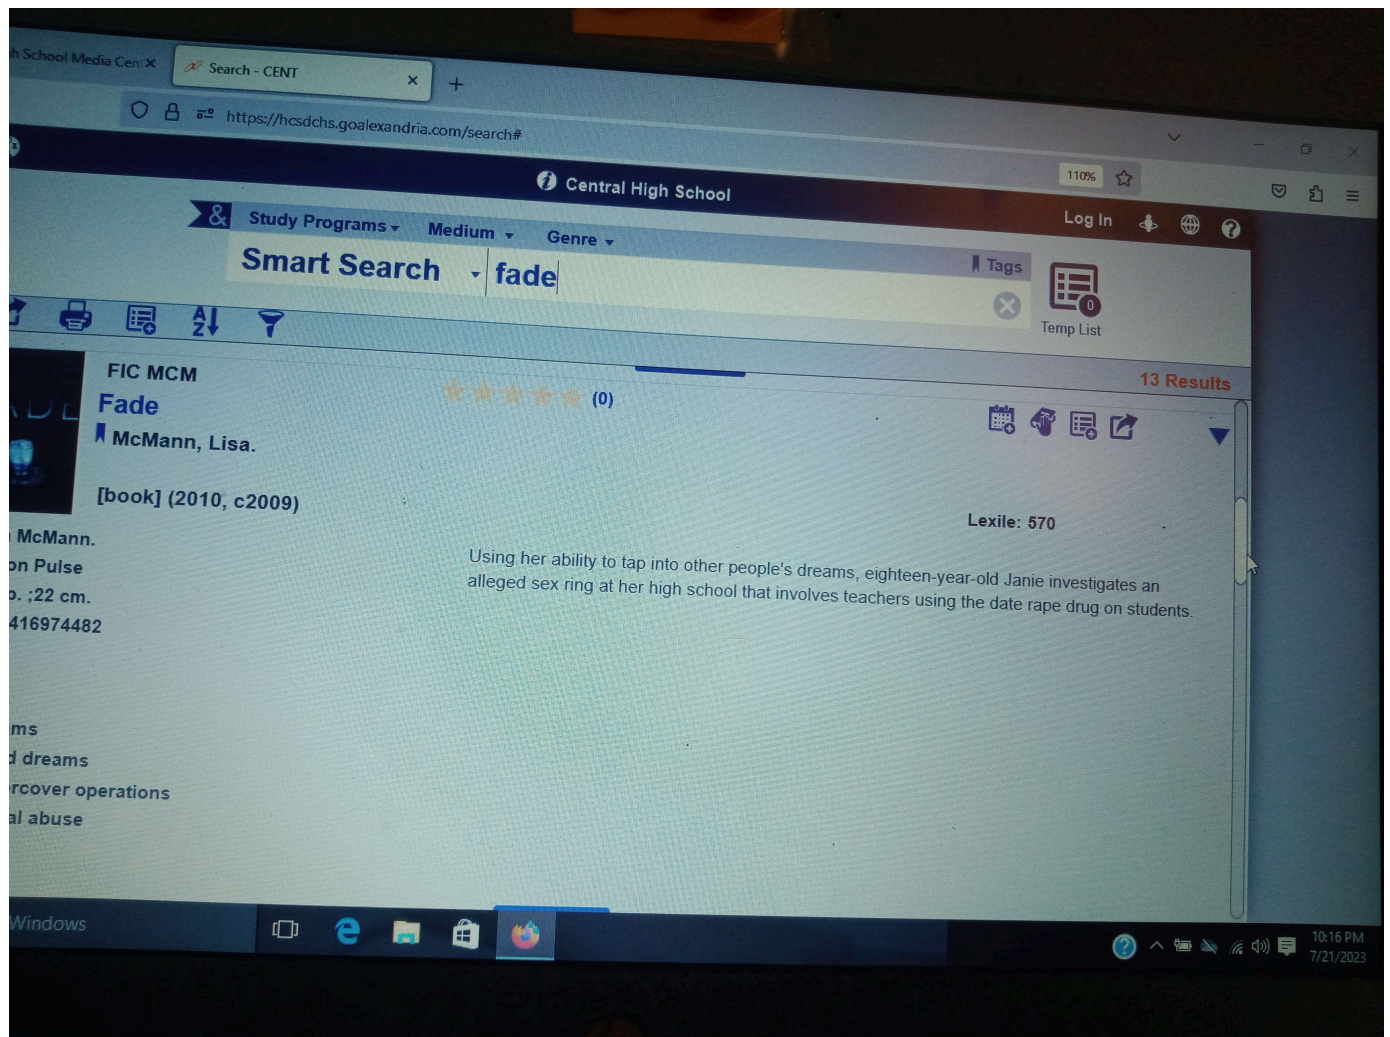 h School Media Cen
Search - CENT
https://hcsdchs.goalexandria.com/search#
110%
Central High School
Log In
&
Study Programs
Medium
Genre
Tags
Smart Search
fade
0
Temp List
13 Results
FIC MCM
Fade
(0)
McMann, Lisa.
[book] (2010, c2009)
Lexile: 570
McMann.
on Pulse
p. ;22 cm.
416974482
Using her ability to tap into other people's dreams, eighteen-year-old Janie investigates an
alleged sex ring at her high school that involves teachers using the date rape drug on students.
ms
d dreams
rcover operations
al abuse
Windows
10:16 PM
7/21/2023